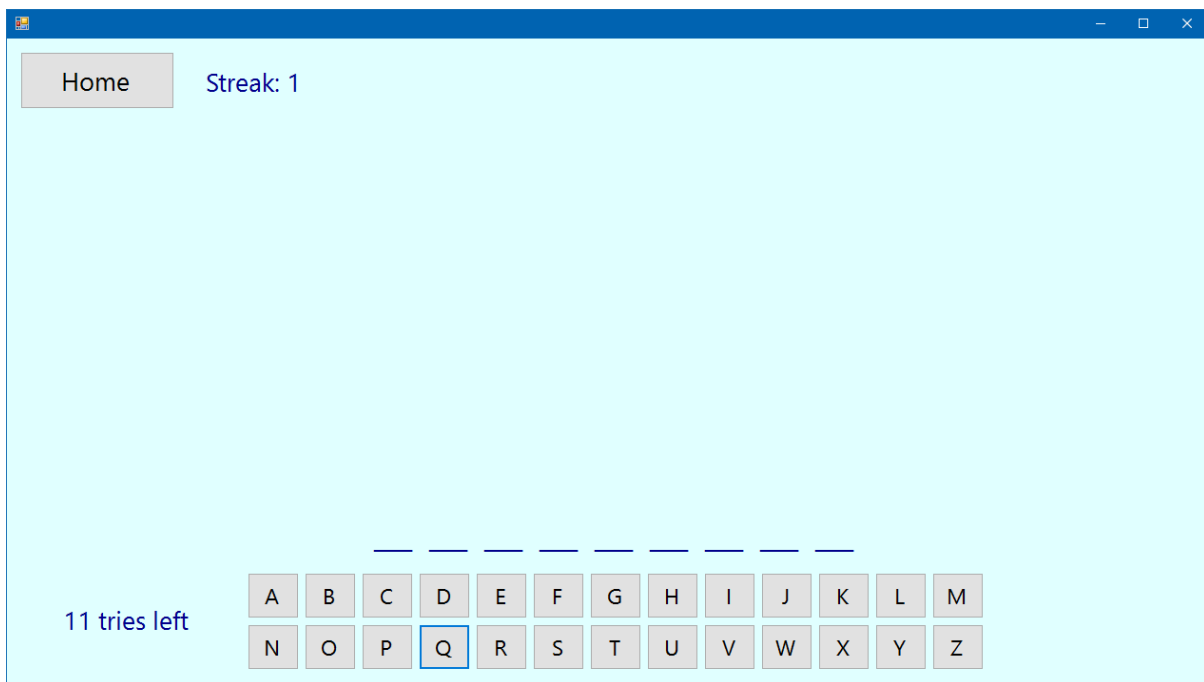 Home
Streak: 1
11 tries left
A B C D E F G H I J K L M
N O P Q R S T U V W X Y Z